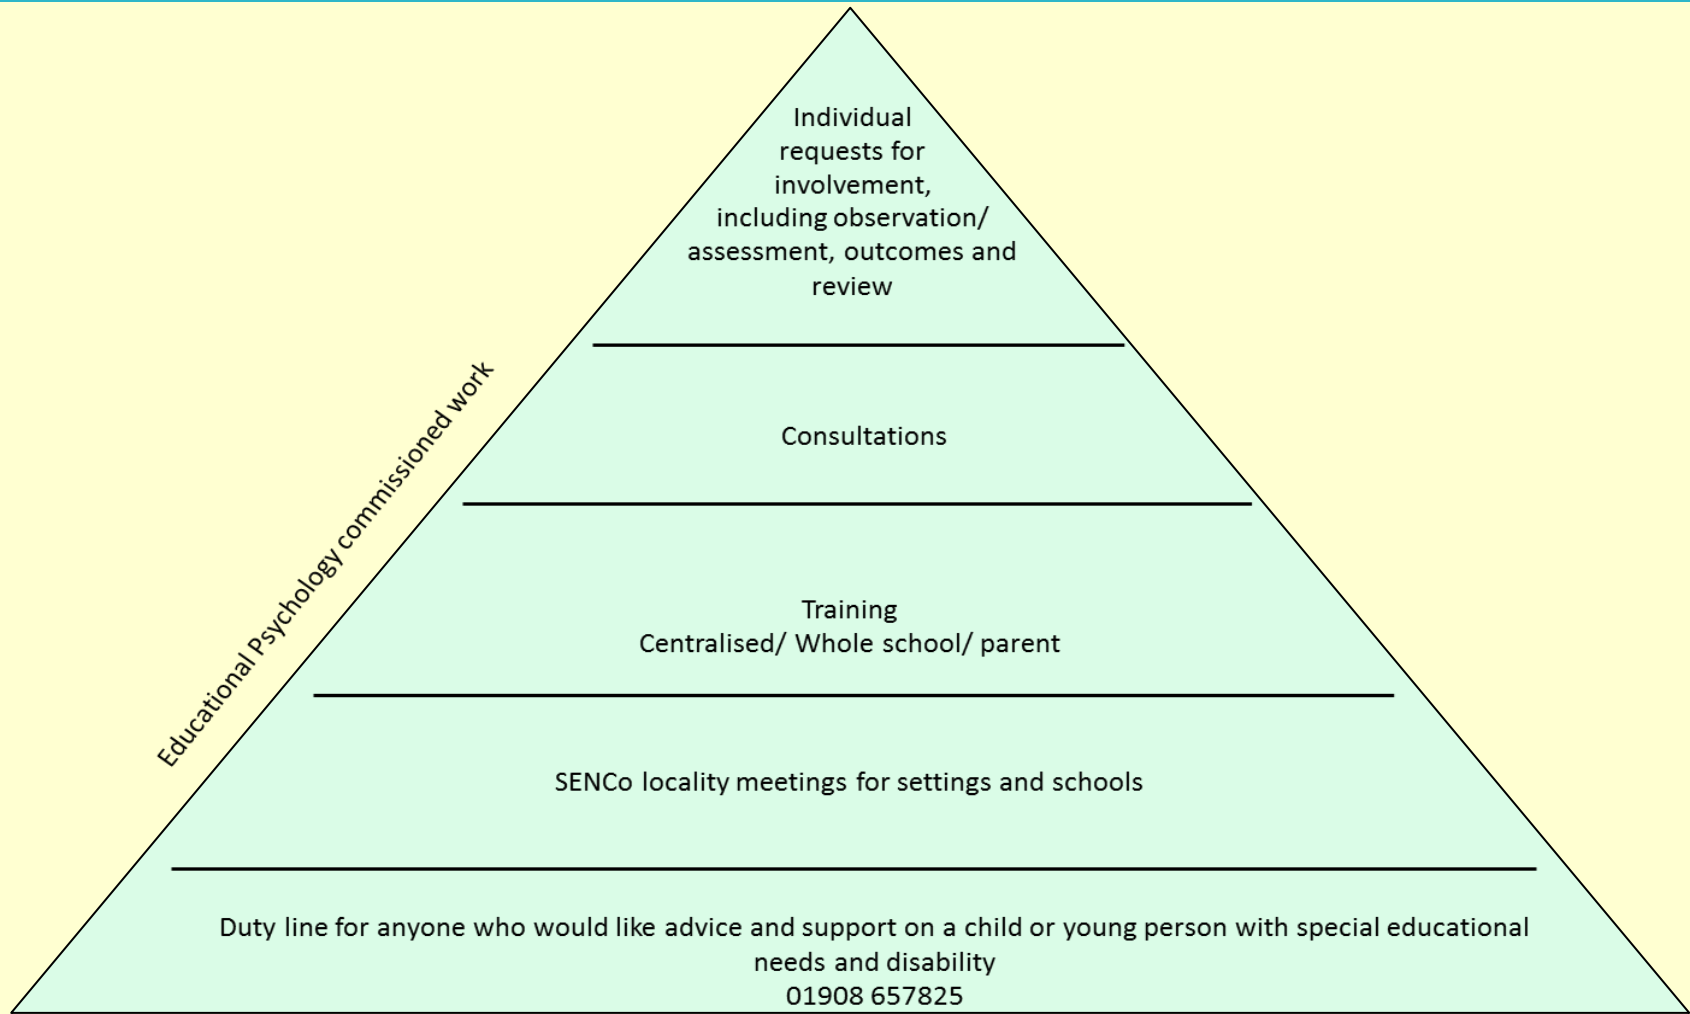 Individual
requests for
involvement,
including observation/
assessment, outcomes and
review
Educational Psychology commissioned work
Consultations
Training
Centralised/ Whole school/ parent
SENCo locality meetings for settings and schools
Duty line for anyone who would like advice and support on a child or young person with special educational
needs and disability
01908 657825